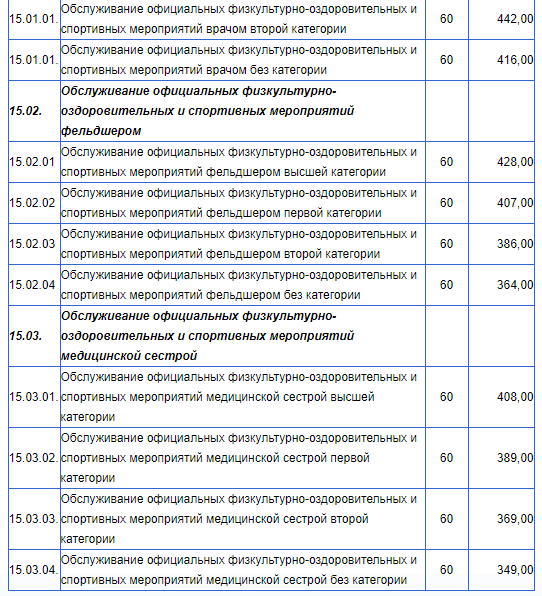 15.01.01. Обслуживание официальных физкультурно-оздоровительных и 60 442,00
спортивных мероприятий врачом второй категории
15.01.01. Обслуживание официальных физкультурно-оздоровительных и 60 416,00
спортивных мероприятий врачом без категории
15.02. Обслуживание официальных физкультурно-
оздоровительных и спортивных мероприятий
фельдшером
15.02.01 Обслуживание официальных физкультурно-оздоровительных и 60 428,00
спортивных мероприятий фельдшером высшей категории
15.02.02 Обслуживание официальных физкультурно-оздоровительных и 60 407,00
спортивных мероприятий фельдшером первой категории
15.02.03 Обслуживание официальных физкультурно-оздоровительных и 60 386,00
спортивных мероприятий фельдшером второй категории
15.02.04 Обслуживание официальных физкультурно-оздоровительных и 60 364,00
спортивных мероприятий фельдшером без категории
15.03. Обслуживание официальных физкультурно-
оздоровительных и спортивных мероприятий
медицинской сестрой
15.03.01. Обслуживание официальных физкультурно-оздоровительных и 60 408,00
спортивных мероприятий медицинской сестрой высшей
категории
15.03.02. Обслуживание официальных физкультурно-оздоровительных и 60 389,00
спортивных мероприятий медицинской сестрой первой
категории
15.03.03. Обслуживание официальных физкультурно-оздоровительных и 60 369,00
спортивных мероприятий медицинской сестрой второй
категории
15.03.04. Обслуживание официальных физкультурно-оздоровительных и 60 349,00
спортивных мероприятий медицинской сестрой без категории